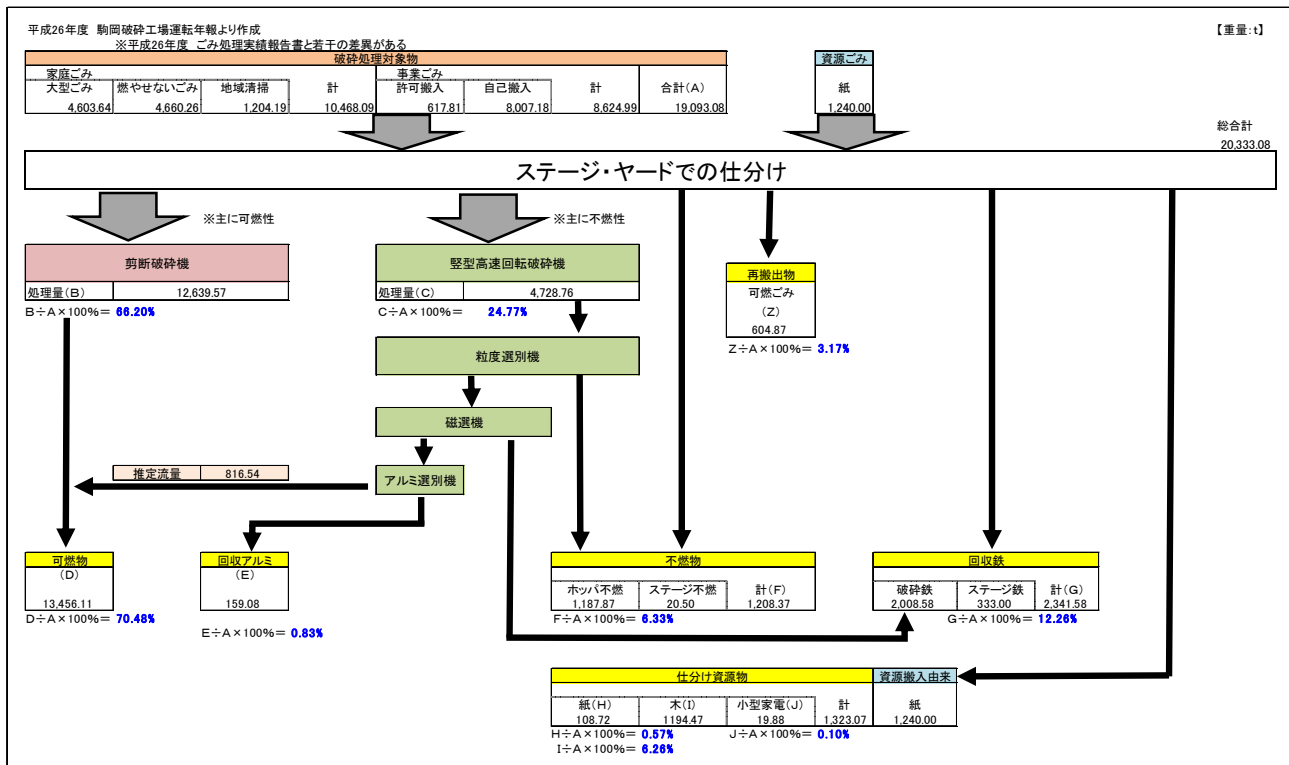 平成26年度 駒岡破砕工場運転年報より作成
【重量:t】
※平成26年度 ごみ処理実績報告書と若干の差異がある
破砕処理対象物
資源ごみ
家庭ごみ 事業ごみ
大型ごみ 燃やせないごみ 地域清掃 計 許可搬入 自己搬入 計 合計(A) 紙
4,603.64 4,660.26 1,204.19 10,468.09 617.81 8,007.18 8,624.99 19,093.08 1,240.00
総合計
20,333.08
ステージ・ヤードでの仕分け
※主に可燃性
※主に不燃性
剪断破砕機
処理量(B) 12,639.57
B÷A×100%= 66.20%
竪型高速回転破砕機
処理量(C) 4,728.76
C÷A×100%= 24.77%
再搬出物
可燃ごみ
(Z)
604.87
Z÷A×100%= 3.17%
粒度選別機
磁選機
アルミ選別機
推定流量 816.54
可燃物
(D)
13,456.11
D÷A×100%= 70.48%
回収アルミ
(E)
159.08
E÷A×100%= 0.83%
不燃物
ホッパ不燃 ステージ不燃 計(F)
1,187.87 20.50 1,208.37
F÷A×100%= 6.33%
回収鉄
破砕鉄 ステージ鉄 計(G)
2,008.58 333.00 2,341.58
G÷A×100%= 12.26%
仕分け資源物 資源搬入由来
紙(H) 木(I) 小型家電(J) 計 紙
108.72 1194.47 19.88 1,323.07 1,240.00
H÷A×100%= 0.57% J÷A×100%= 0.10%
I÷A×100%= 6.26%